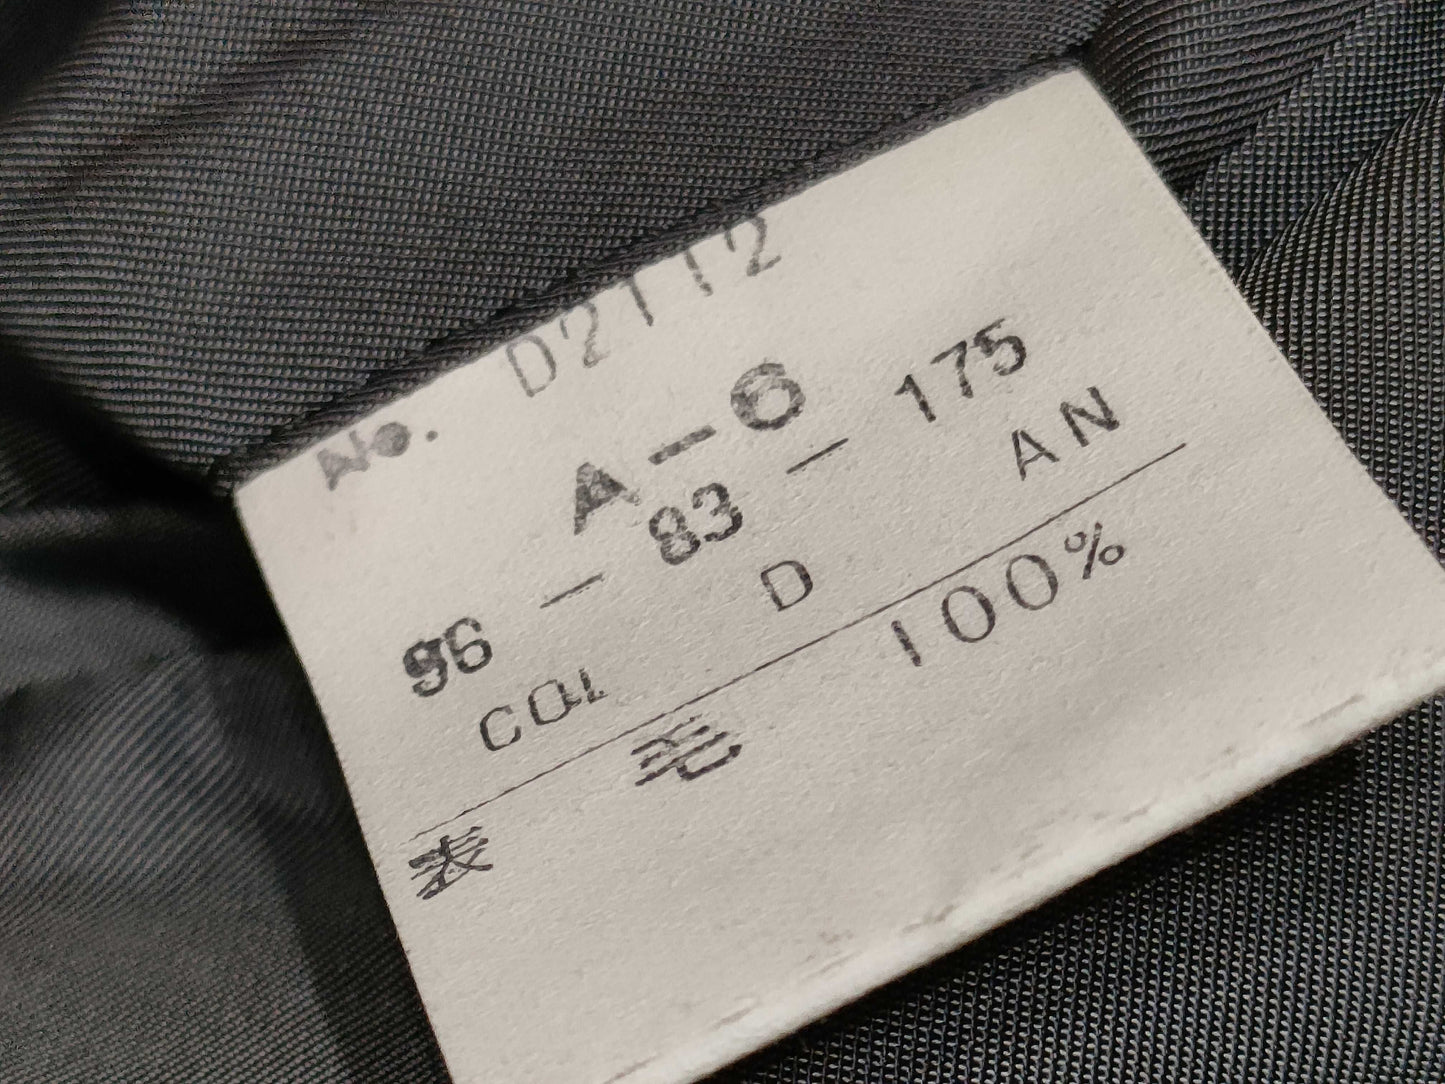 No. D2112
A-6
96 - 83 - 175
COL D AN
表 毛 100%